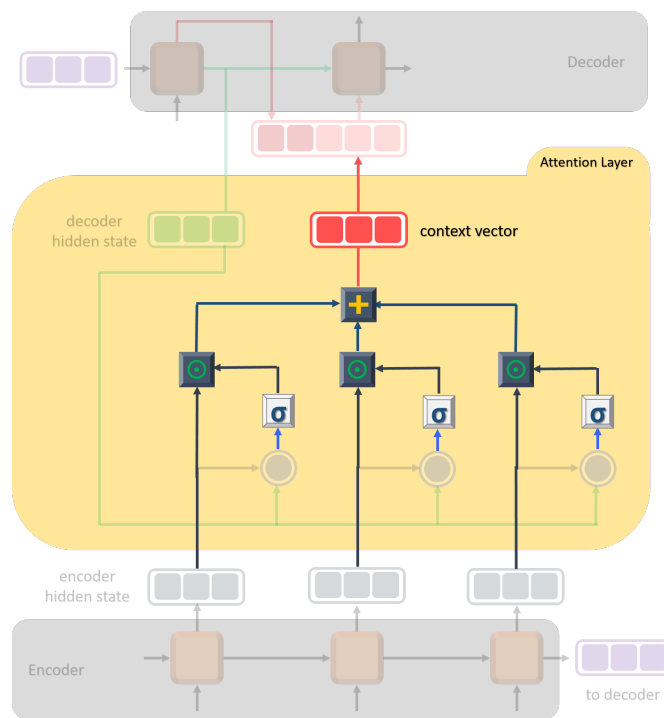 Decoder
Attention Layer
decoder
hidden state
context vector
σ
σ
σ
encoder
hidden state
Encoder
to decoder